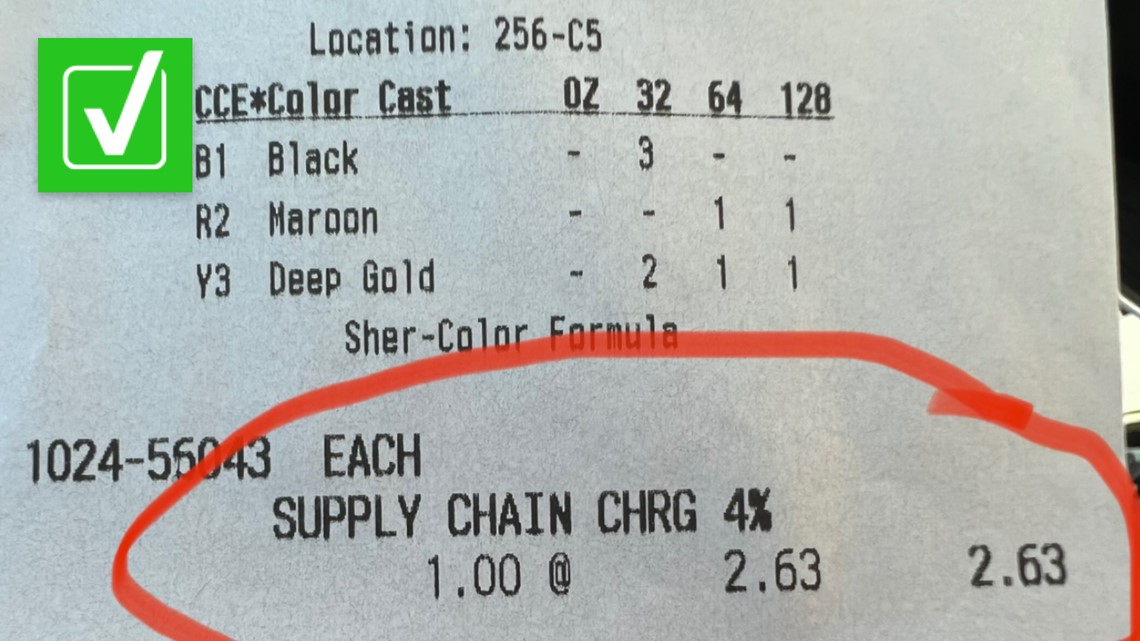 Location: 256-C5
CCE*Color Cast OZ 32 64 128
B1 Black - 3 - -
R2 Maroon - - 1 1
Y3 Deep Gold - 2 1 1
Sher-Color Formula
1024-56043 EACH
SUPPLY CHAIN CHRG 4%
1.00 @ 2.63 2.63